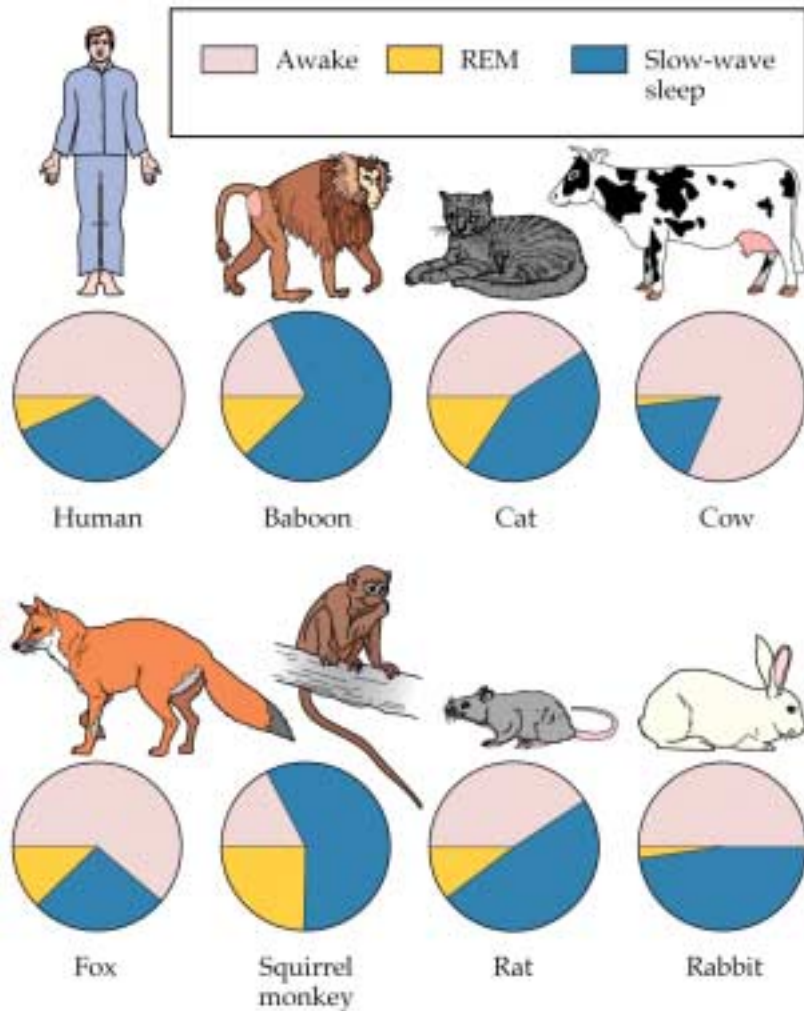 Awake
REM
Slow-wave
sleep
Human
Baboon
Cat
Cow
Fox
Squirrel
monkey
Rat
Rabbit